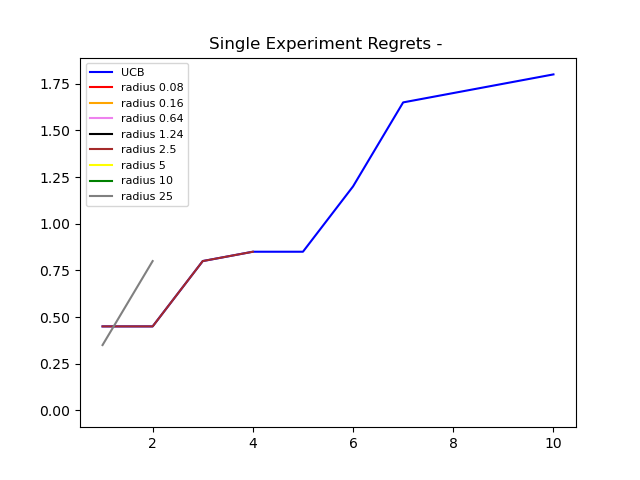 Single Experiment Regrets -
UCB
radius 0.08
radius 0.16
radius 0.64
radius 1.24
radius 2.5
radius 5
radius 10
radius 25
1.75
1.50
1.25
1.00
0.75
0.50
0.25
0.00
2
4
6
8
10